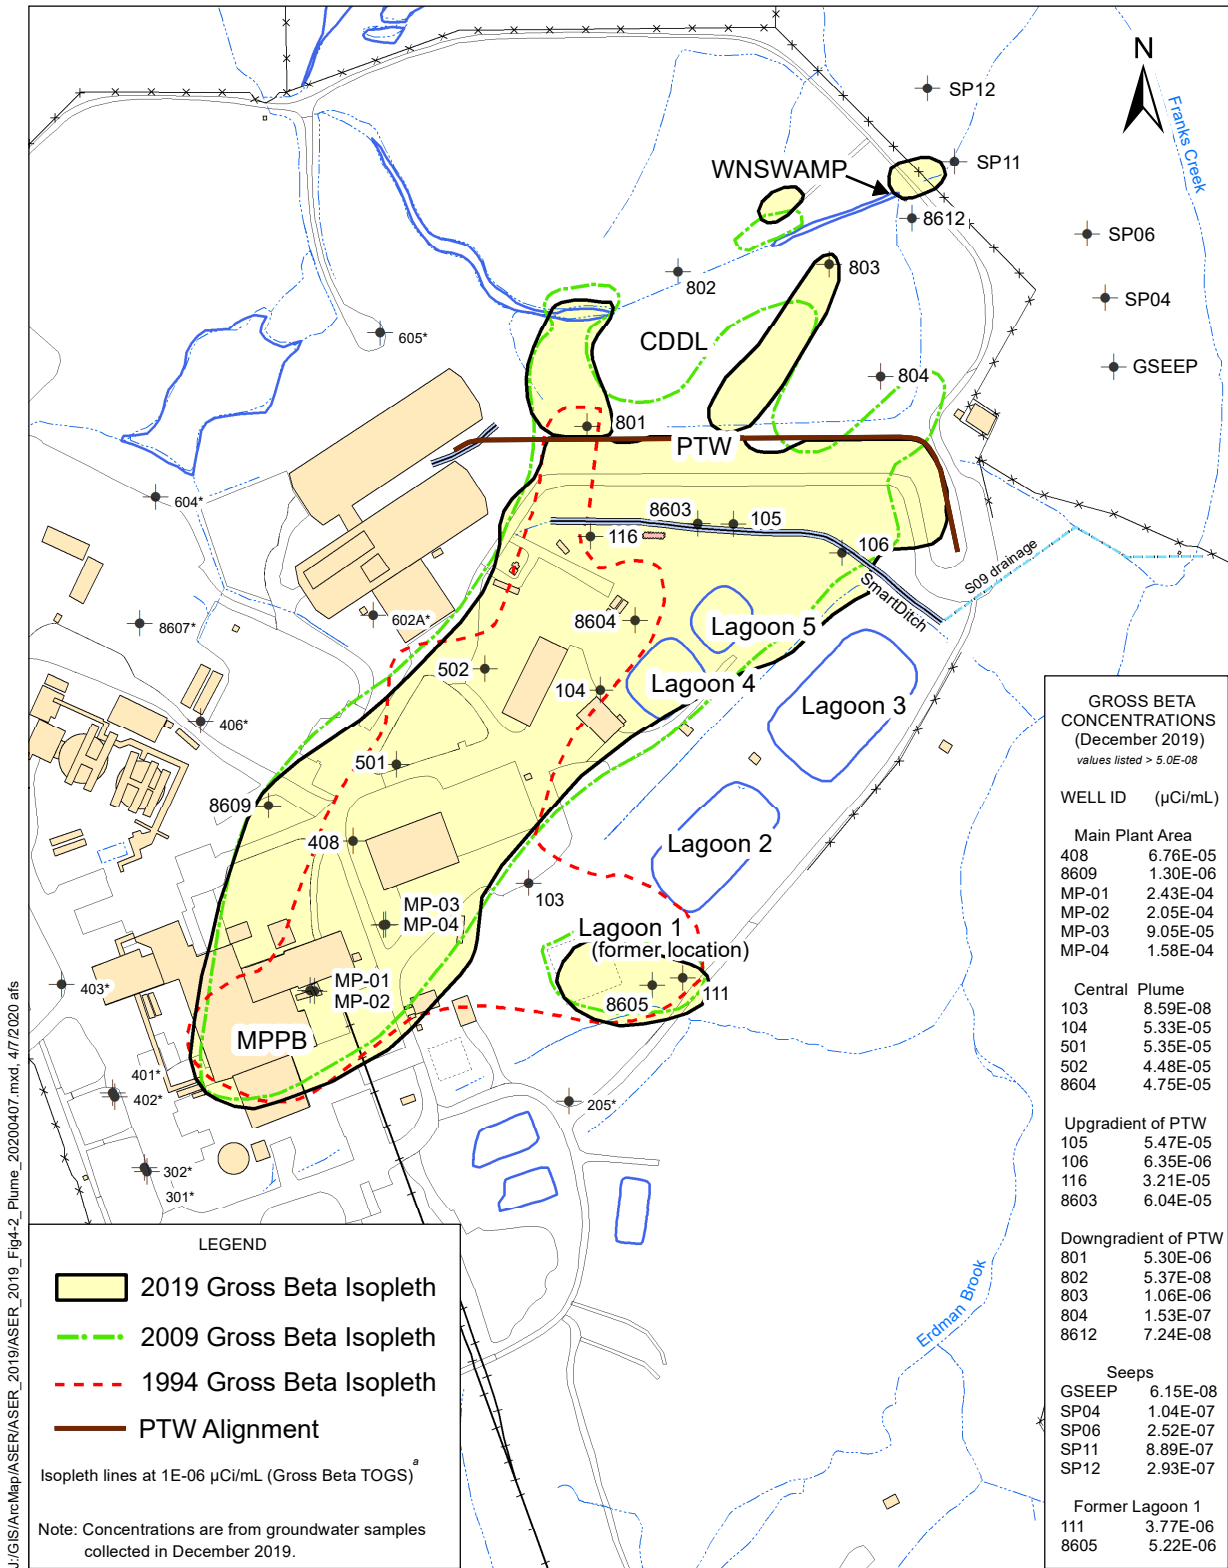 N
SP12
Franks Creek
SP11
WNSWAMP
8612
SP06
803
802
SP04
605*
CDDL
GSEEP
804
801
PTW
604*
8603
105
116
106
S09 drainage
SmartDitch
602A*
8607*
8604
Lagoon 5
502
Lagoon 4
104
Lagoon 3
406*
501
8609
408
Lagoon 2
103
MP-03
MP-04
Lagoon 1
(former location)
403*
MP-01
MP-02
8605
111
MPPB
401*
402*
205*
302*
301*
Erdman Brook
LEGEND
2019 Gross Beta Isopleth
2009 Gross Beta Isopleth
1994 Gross Beta Isopleth
PTW Alignment
Isopleth lines at 1E-06 µCi/mL (Gross Beta TOGS)a
Note: Concentrations are from groundwater samples
collected in December 2019.
GROSS BETA
CONCENTRATIONS
(December 2019)
values listed > 5.0E-08
WELL ID (µCi/mL)
Main Plant Area
408 6.76E-05
8609 1.30E-06
MP-01 2.43E-04
MP-02 2.05E-04
MP-03 9.05E-05
MP-04 1.58E-04
Central Plume
103 8.59E-08
104 5.33E-05
501 5.35E-05
502 4.48E-05
8604 4.75E-05
Upgradient of PTW
105 5.47E-05
106 6.35E-06
116 3.21E-05
8603 6.04E-05
Downgradient of PTW
801 5.30E-06
802 5.37E-08
803 1.06E-06
804 1.53E-07
8612 7.24E-08
Seeps
GSEEP 6.15E-08
SP04 1.04E-07
SP06 2.52E-07
SP11 8.89E-07
SP12 2.93E-07
Former Lagoon 1
111 3.77E-06
8605 5.22E-06
J:/GIS/ArcMap/ASER/ASER_2019/ASER_2019_Fig4-2_Plume_20200407.mxd, 4/7/2020 afs